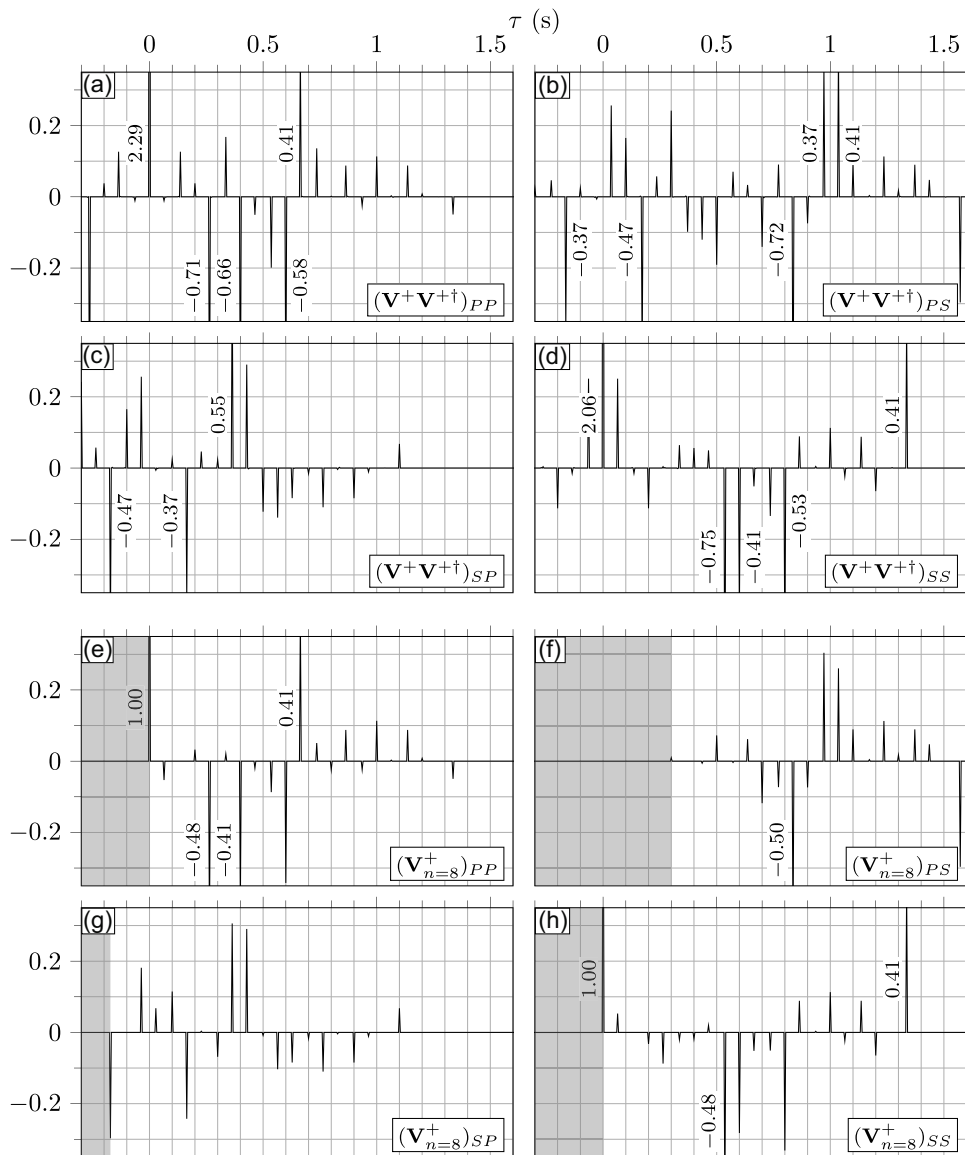 τ (s)
0 0.5 1 1.5 0 0.5 1 1.5
(a) (b)
0.2
0
−0.2
2.29 −0.71 −0.66 0.41 −0.58
(V⁺V⁺†)PP
−0.37 −0.47 −0.72 0.37 0.41
(V⁺V⁺†)PS
(c) (d)
0.2
0
−0.2
−0.47 −0.37 0.55
(V⁺V⁺†)SP
2.06 −0.75 −0.41 −0.53 0.41
(V⁺V⁺†)SS
(e) (f)
0.2
0
−0.2
1.00 −0.48 −0.41 0.41
(V⁺n=8)PP
−0.50
(V⁺n=8)PS
(g) (h)
0.2
0
−0.2
(V⁺n=8)SP
1.00 −0.48 0.41
(V⁺n=8)SS